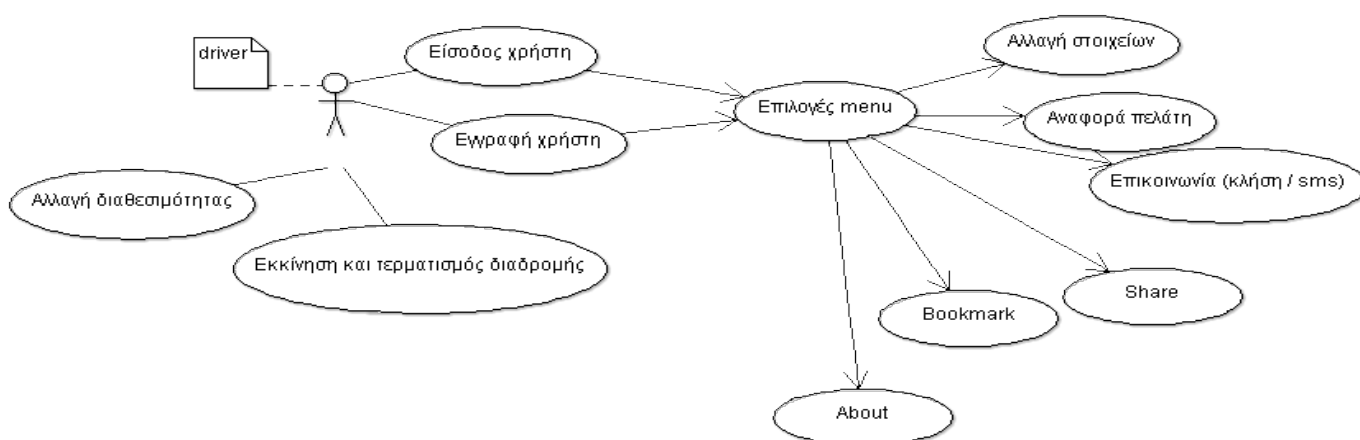 driver
Είσοδος χρήστη
Εγγραφή χρήστη
Αλλαγή διαθεσιμότητας
Εκκίνηση και τερματισμός διαδρομής
Επιλογές menu
Αλλαγή στοιχείων
Αναφορά πελάτη
Επικοινωνία (κλήση / sms)
Share
Bookmark
About